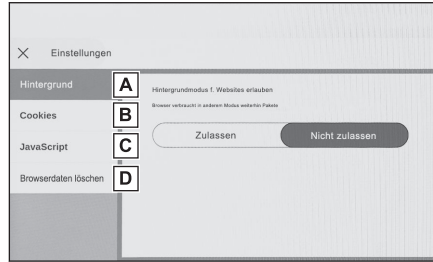 Einstellungen
Hintergrund A
Cookies B
JavaScript C
Browserdaten löschen D
Hintergrundmodus f. Websites erlauben
Browser verbraucht in anderem Modus weiterhin Pakete
Zulassen Nicht zulassen